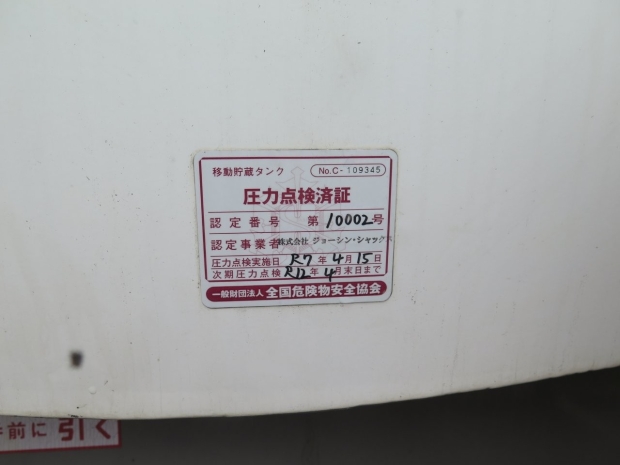 移動貯蔵タンク No.C-109345
圧力点検済証
認定番号 第10002号
認定事業者 株式会社 ジョーシン・シャックス
圧力点検実施日 R7年4月15日
次期圧力点検 R12年4月末日まで
一般財団法人 全国危険物安全協会
前に 引く